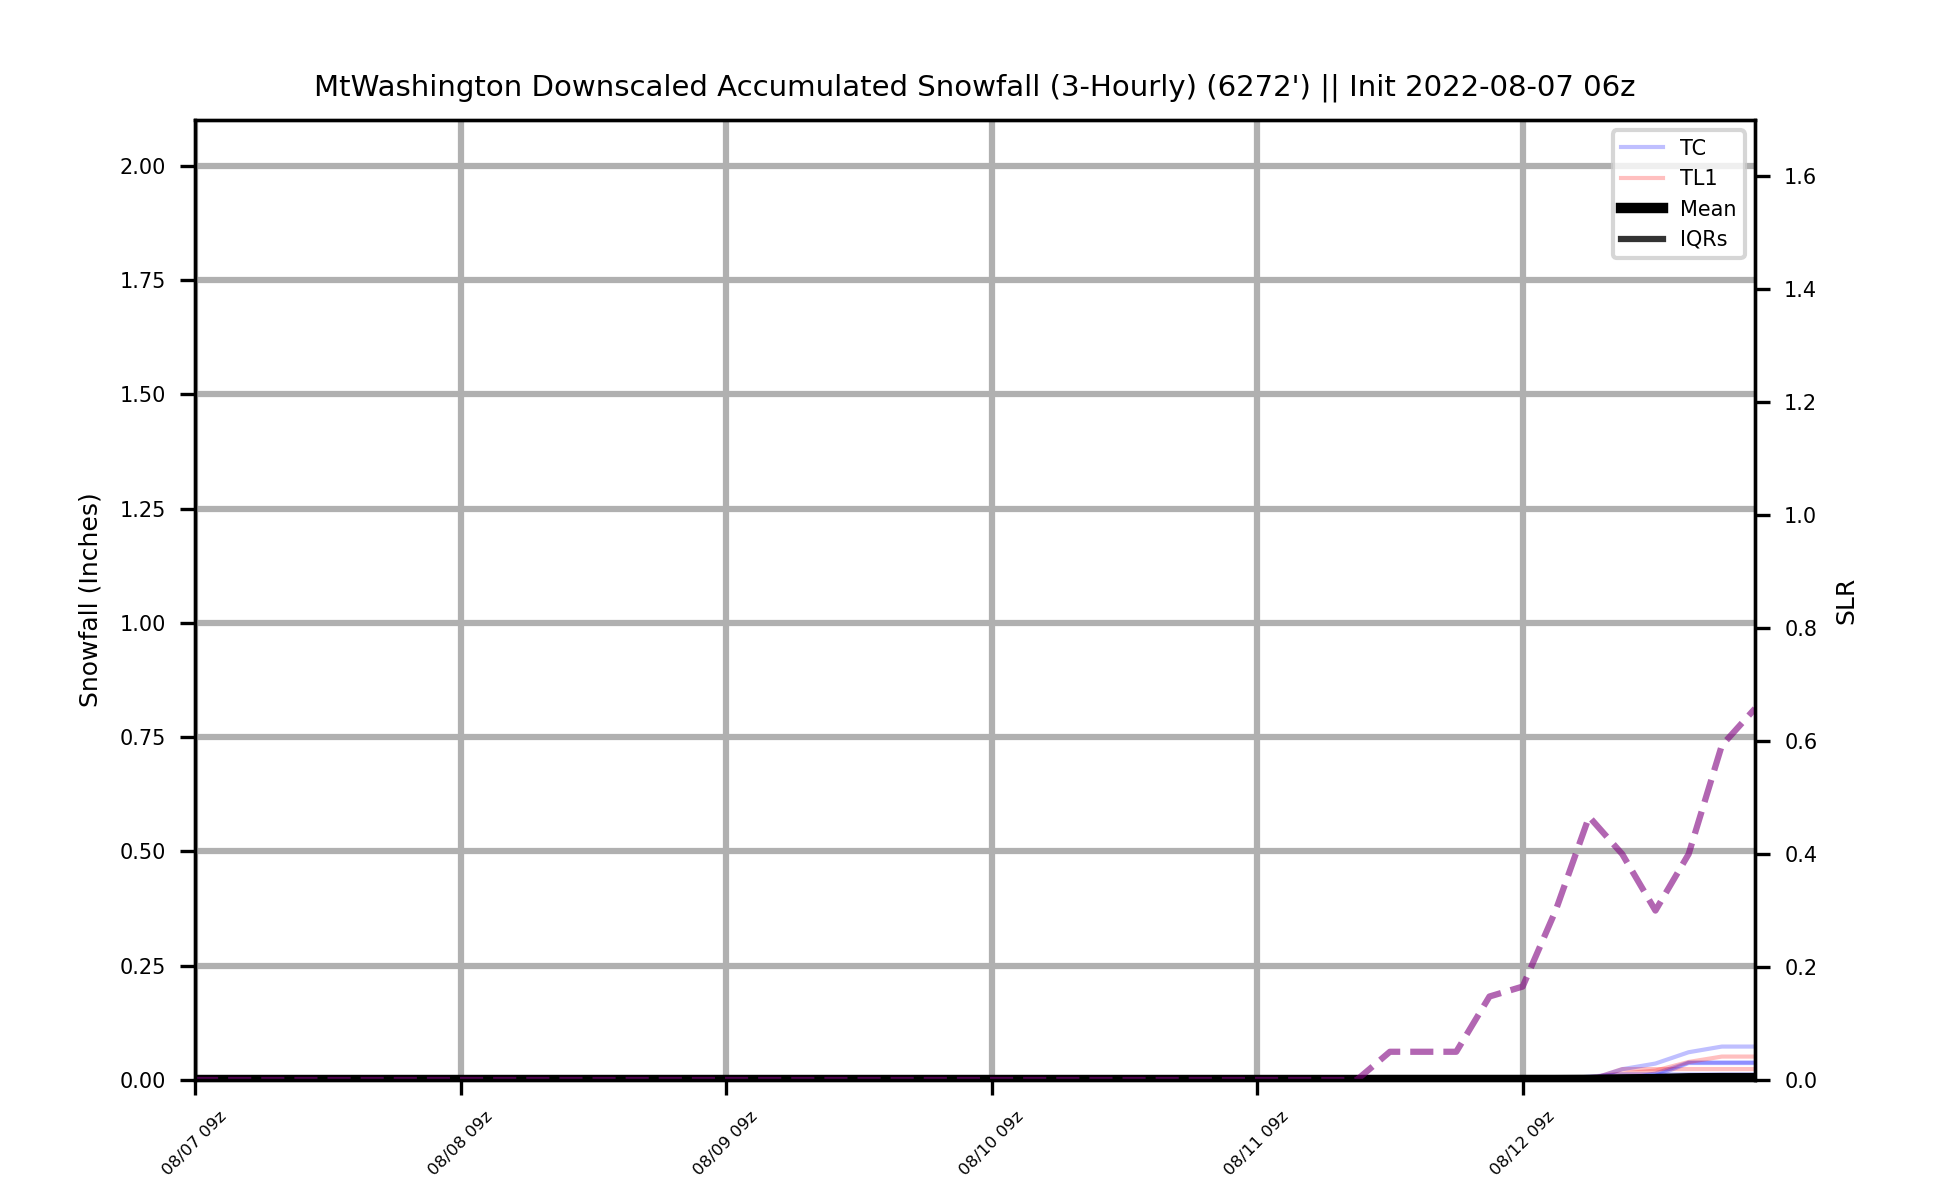 MtWashington Downscaled Accumulated Snowfall (3-Hourly) (6272') || Init 2022-08-07 06z
TC
TL1
Mean
IQRs
Snowfall (Inches)
2.00
1.75
1.50
1.25
1.00
0.75
0.50
0.25
0.00
1.6
1.4
1.2
1.0
0.8
0.6
0.4
0.2
0.0
SLR
08/07 09z
08/08 09z
08/09 09z
08/10 09z
08/11 09z
08/12 09z